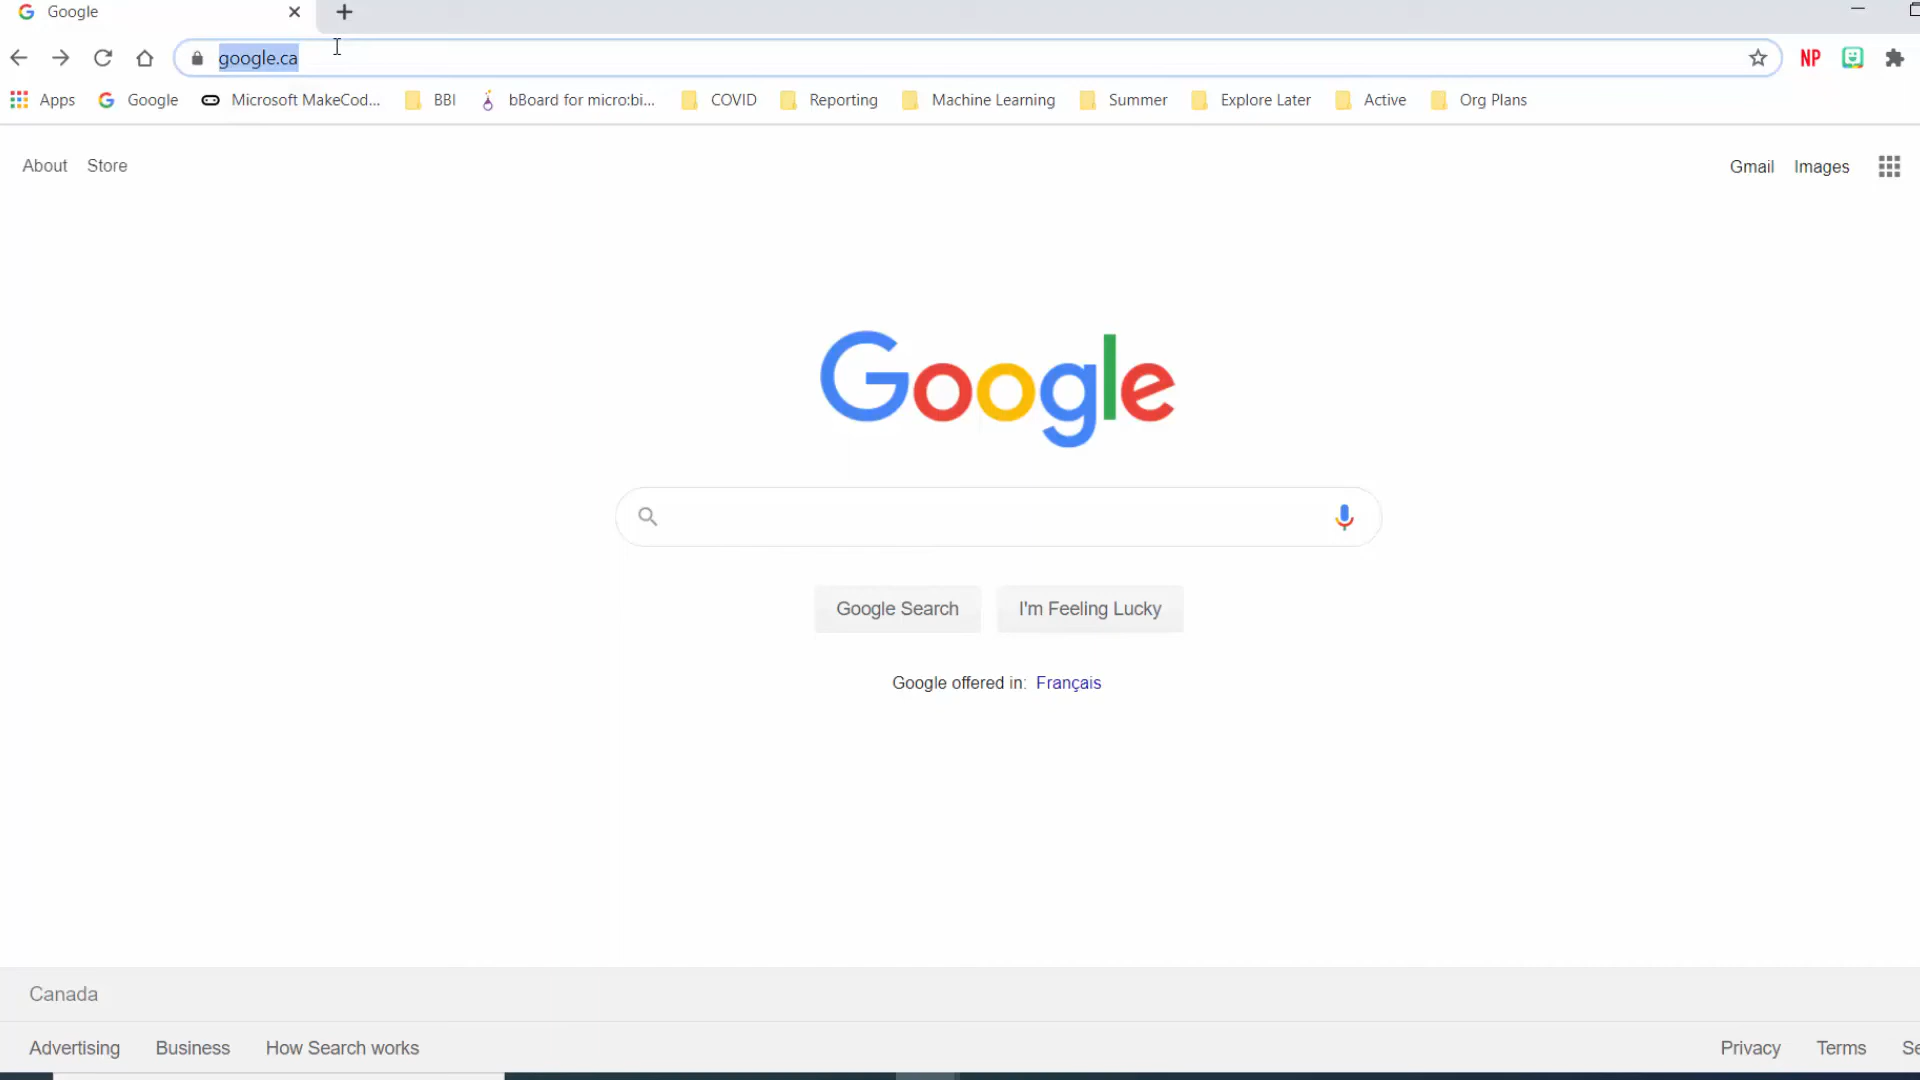 Google
google.ca
NP
Apps Google Microsoft MakeCod... BBI bBoard for micro:bi... COVID Reporting Machine Learning Summer Explore Later Active Org Plans
About Store Gmail Images
Google
Google Search I'm Feeling Lucky
Google offered in: Français
Canada
Advertising Business How Search works Privacy Terms Se